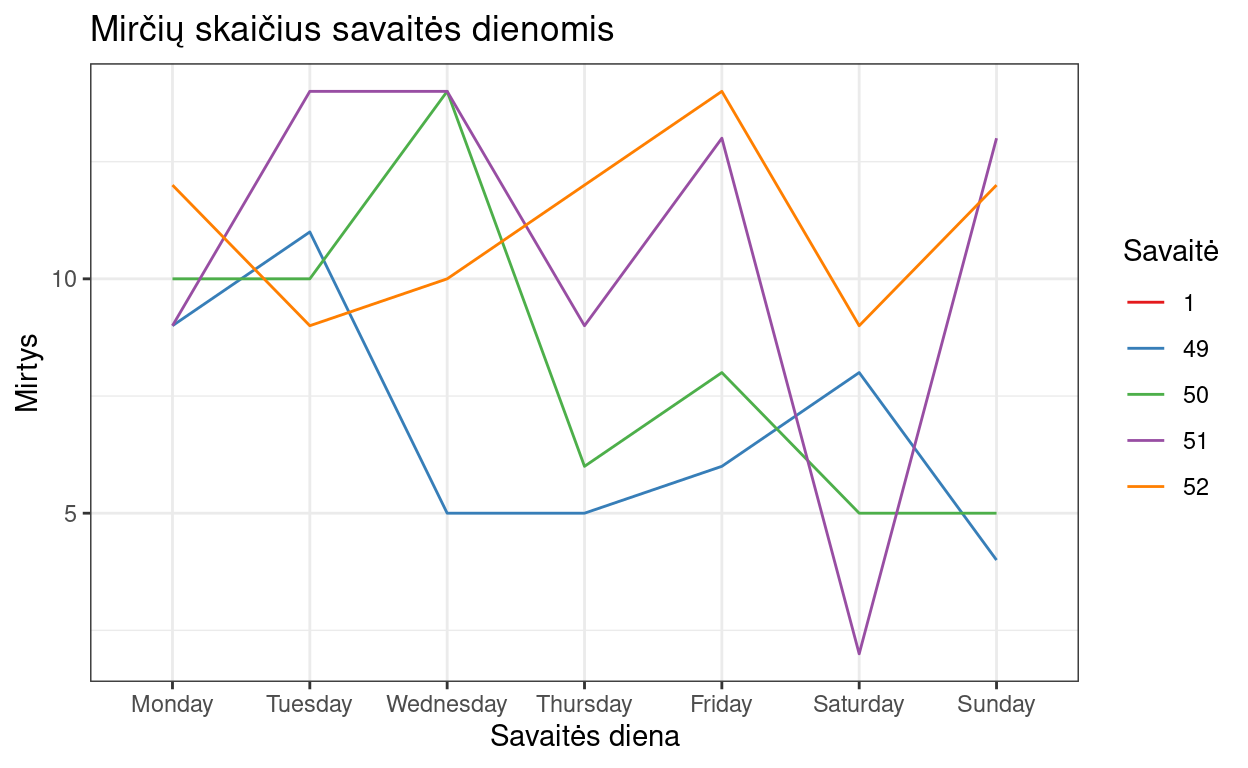 Mirčių skaičius savaitės dienomis
Mirtys
10
5
Monday Tuesday Wednesday Thursday Friday Saturday Sunday
Savaitės diena
Savaitė
1
49
50
51
52